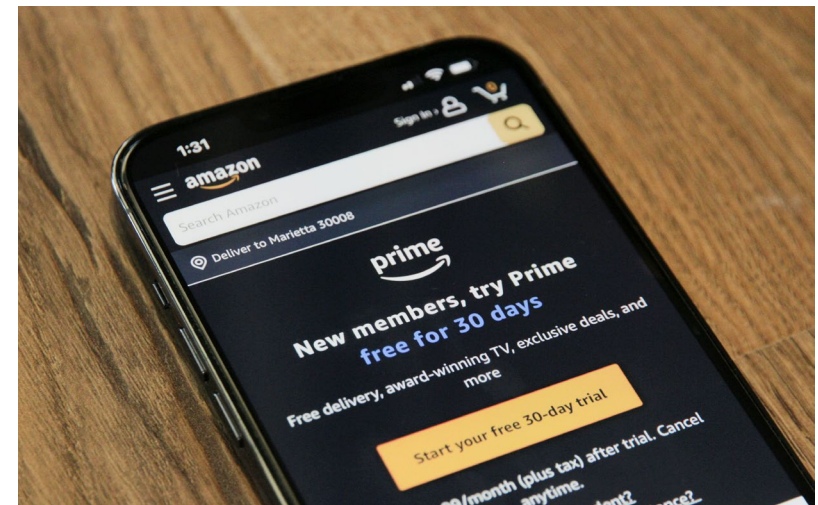 1:31
Sign in ›
0
amazon
Search Amazon
Deliver to Marietta 30008
prime
New members, try Prime
free for 30 days
Free delivery, award-winning TV, exclusive deals, and
more
Start your free 30-day trial
/month (plus tax) after trial. Cancel
anytime.